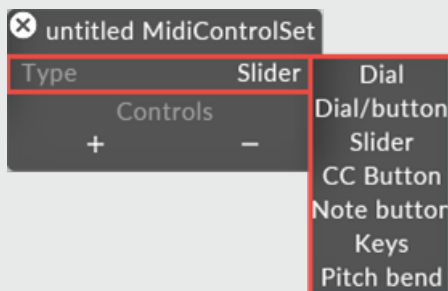 untitled MidiControlSet
Type Slider
Controls
+ −
Dial
Dial/button
Slider
CC Button
Note button
Keys
Pitch bend